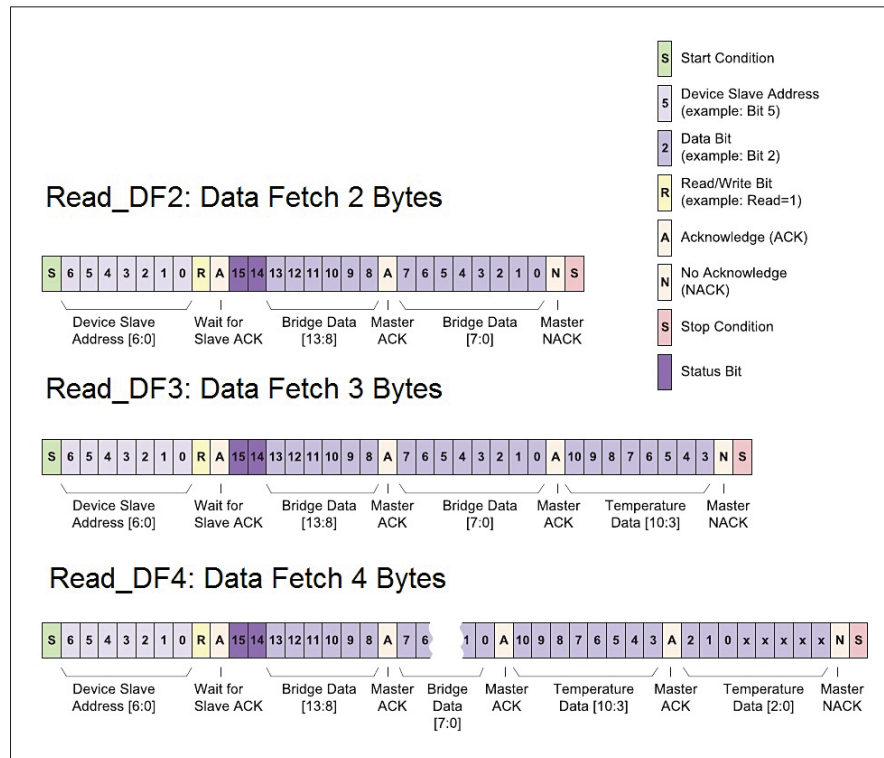 S Start Condition
5 Device Slave Address
(example: Bit 5)
2 Data Bit
(example: Bit 2)
R Read/Write Bit
(example: Read=1)
A Acknowledge (ACK)
N No Acknowledge
(NACK)
S Stop Condition
Status Bit
Read_DF2: Data Fetch 2 Bytes
S 6 5 4 3 2 1 0 R A 15 14 13 12 11 10 9 8 A 7 6 5 4 3 2 1 0 N S
Device Slave Wait for Bridge Data Master Bridge Data Master
Address [6:0] Slave ACK [13:8] ACK [7:0] NACK
Read_DF3: Data Fetch 3 Bytes
S 6 5 4 3 2 1 0 R A 15 14 13 12 11 10 9 8 A 7 6 5 4 3 2 1 0 A 10 9 8 7 6 5 4 3 N S
Device Slave Wait for Bridge Data Master Bridge Data Master Temperature Master
Address [6:0] Slave ACK [13:8] ACK [7:0] ACK Data [10:3] NACK
Read_DF4: Data Fetch 4 Bytes
S 6 5 4 3 2 1 0 R A 15 14 13 12 11 10 9 8 A 7 6 1 0 A 10 9 8 7 6 5 4 3 A 2 1 0 x x x x x N S
Device Slave Wait for Bridge Data Master Bridge Master Temperature Master Temperature Master
Address [6:0] Slave ACK [13:8] ACK Data ACK Data [10:3] ACK Data [2:0] NACK
[7:0]